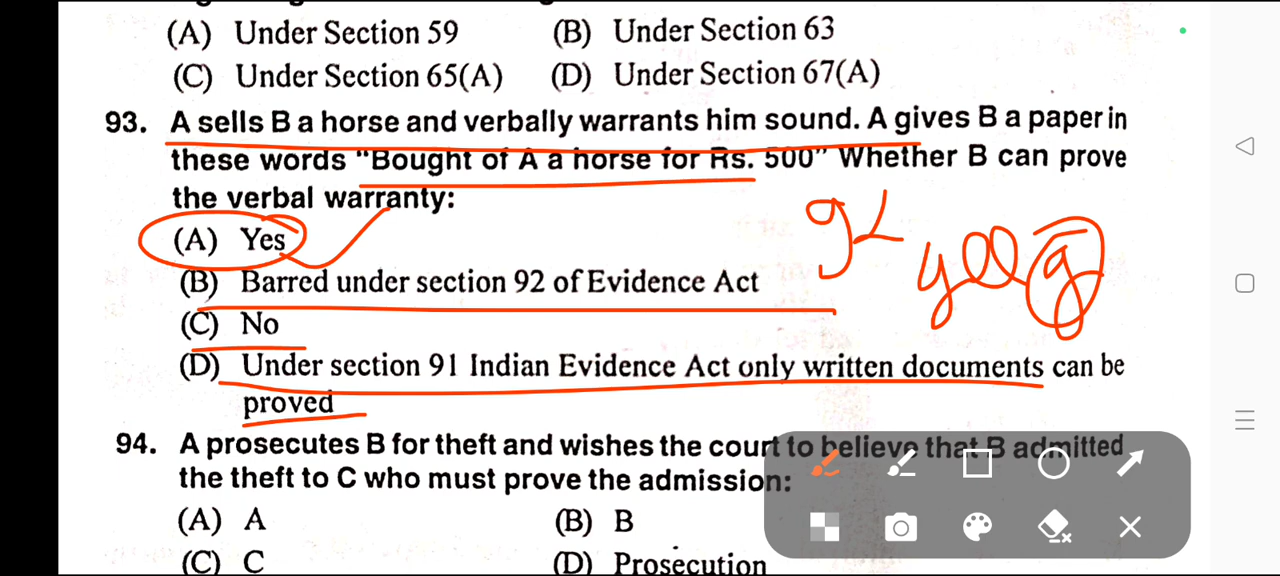 (A) Under Section 59 (B) Under Section 63
(C) Under Section 65(A) (D) Under Section 67(A)
93. A sells B a horse and verbally warrants him sound. A gives B a paper in
these words "Bought of A a horse for Rs. 500" Whether B can prove
the verbal warranty:
(A) Yes
(B) Barred under section 92 of Evidence Act
(C) No
(D) Under section 91 Indian Evidence Act only written documents can be
proved
94. A prosecutes B for theft and wishes the court to believe that B admitted
the theft to C who must prove the admission:
(A) A (B) B
(C) C (D) Prosecution